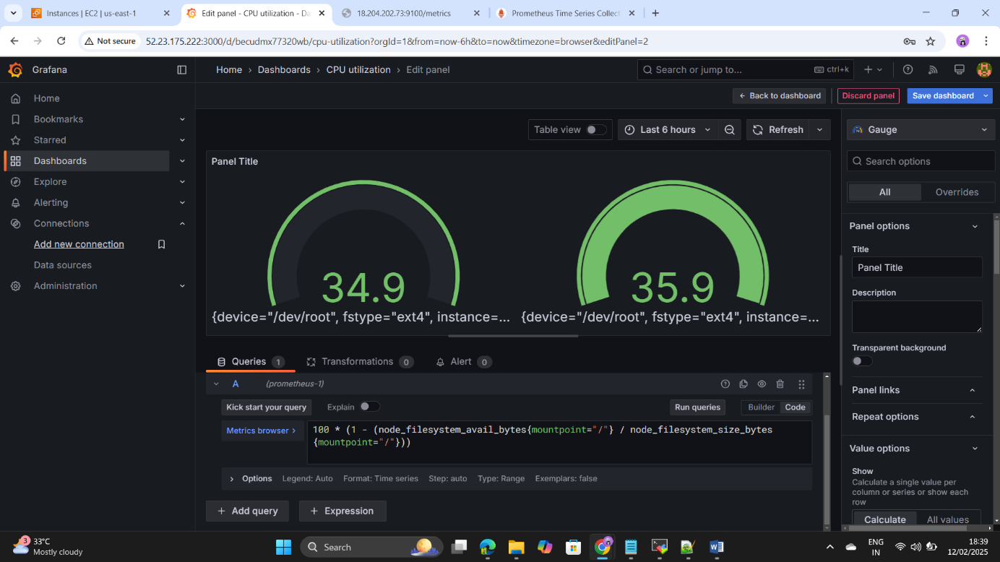 Instances | EC2 | us-east-1
Edit panel - CPU utilization - Da
18.204.202.73:9100/metrics
Prometheus Time Series Collect
Not secure
52.23.175.222:3000/d/becudmx77320wb/cpu-utilization?orgId=1&from=now-6h&to=now&timezone=browser&editPanel=2
Grafana
Home › Dashboards › CPU utilization › Edit panel
Search or jump to...
ctrl+k
Back to dashboard
Discard panel
Save dashboard
Home
Bookmarks
Starred
Dashboards
Explore
Alerting
Connections
Add new connection
Data sources
Administration
Table view
Last 6 hours
Refresh
Panel Title
34.9
{device="/dev/root", fstype="ext4", instance=...
35.9
{device="/dev/root", fstype="ext4", instance=...
Queries 1
Transformations 0
Alert 0
A
(prometheus-1)
Kick start your query
Explain
Run queries
Builder
Code
Metrics browser >
100 * (1 - (node_filesystem_avail_bytes{mountpoint="/"} / node_filesystem_size_bytes
{mountpoint="/"}))
Options
Legend: Auto
Format: Time series
Step: auto
Type: Range
Exemplars: false
+ Add query
+ Expression
Gauge
Search options
All
Overrides
Panel options
Title
Panel Title
Description
Transparent background
Panel links
Repeat options
Value options
Show
Calculate a single value per
column or series or show each
row
Calculate
All values
3
33°C
Mostly cloudy
Search
ENG
IN
18:39
12/02/2025